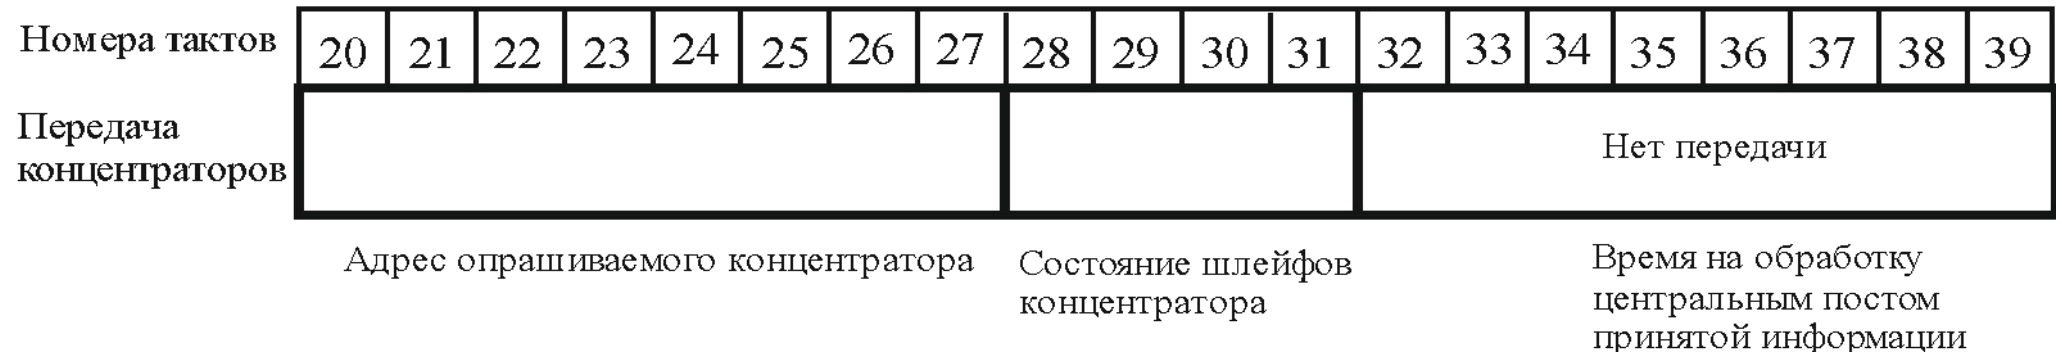 Номера тактов 20 21 22 23 24 25 26 27 28 29 30 31 32 33 34 35 36 37 38 39
Передача
концентраторов
Нет передачи
Адрес опрашиваемого концентратора
Состояние шлейфов
концентратора
Время на обработку
центральным постом
принятой информации